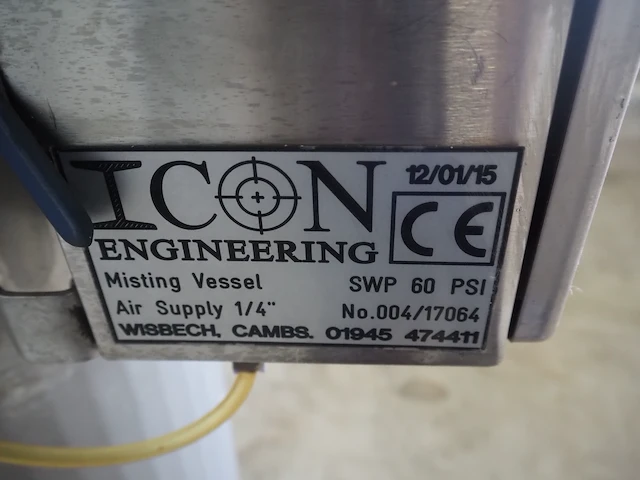 ICON
12/01/15
ENGINEERING
CE
Misting Vessel SWP 60 PSI
Air Supply 1/4" No.004/17064
WISBECH, CAMBS. 01945 474411